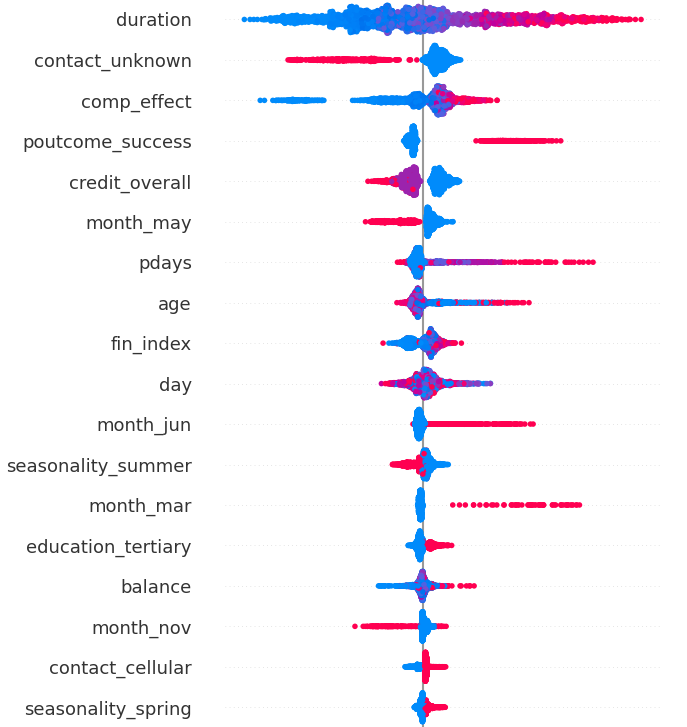 duration
contact_unknown
comp_effect
poutcome_success
credit_overall
month_may
pdays
age
fin_index
day
month_jun
seasonality_summer
month_mar
education_tertiary
balance
month_nov
contact_cellular
seasonality_spring